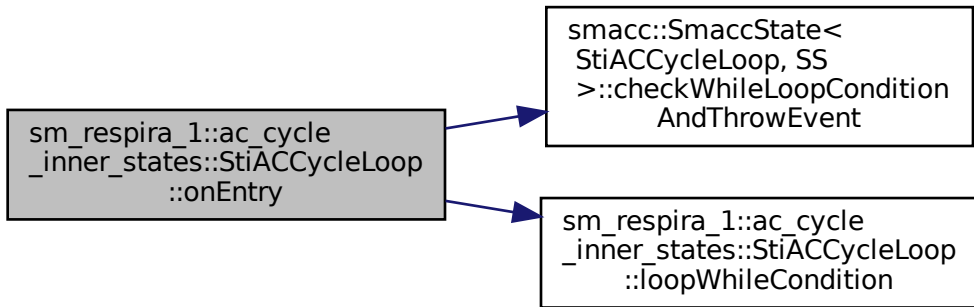 sm_respira_1::ac_cycle
_inner_states::StiACCycleLoop
::onEntry
smacc::SmaccState<
StiACCycleLoop, SS
>::checkWhileLoopCondition
AndThrowEvent
sm_respira_1::ac_cycle
_inner_states::StiACCycleLoop
::loopWhileCondition